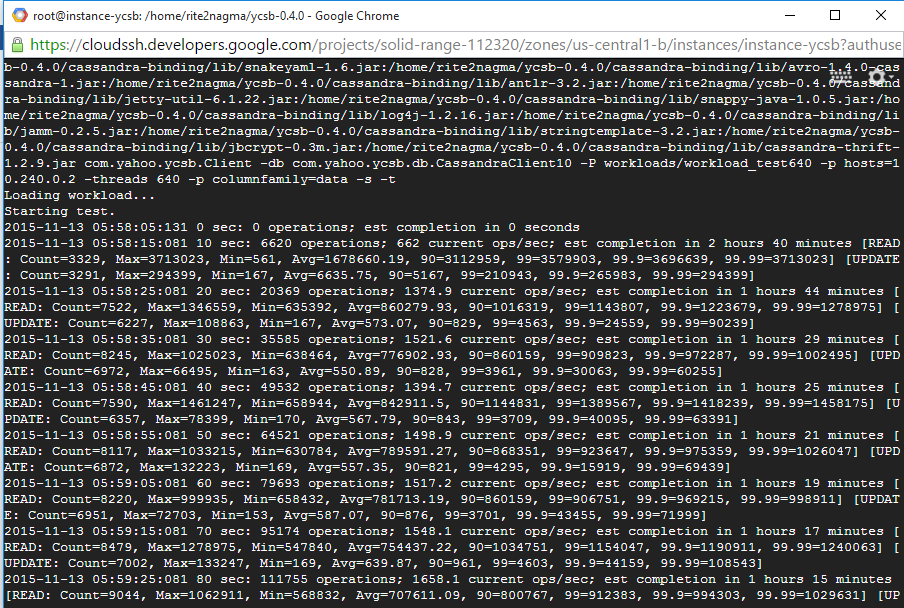 root@instance-ycsb: /home/rite2nagma/ycsb-0.4.0 - Google Chrome
https://cloudssh.developers.google.com/projects/solid-range-112320/zones/us-central1-b/instances/instance-ycsb?authuse
b-0.4.0/cassandra-binding/lib/snakeyaml-1.6.jar:/home/rite2nagma/ycsb-0.4.0/cassandra-binding/lib/avro-1.4.0-cas
sandra-1.jar:/home/rite2nagma/ycsb-0.4.0/cassandra-binding/lib/antlr-3.2.jar:/home/rite2nagma/ycsb-0.4.0/cassand
ra-binding/lib/jetty-util-6.1.22.jar:/home/rite2nagma/ycsb-0.4.0/cassandra-binding/lib/snappy-java-1.0.5.jar:/ho
me/rite2nagma/ycsb-0.4.0/cassandra-binding/lib/log4j-1.2.16.jar:/home/rite2nagma/ycsb-0.4.0/cassandra-binding/li
b/jamm-0.2.5.jar:/home/rite2nagma/ycsb-0.4.0/cassandra-binding/lib/stringtemplate-3.2.jar:/home/rite2nagma/ycsb-
0.4.0/cassandra-binding/lib/jbcrypt-0.3m.jar:/home/rite2nagma/ycsb-0.4.0/cassandra-binding/lib/cassandra-thrift-
1.2.9.jar com.yahoo.ycsb.Client -db com.yahoo.ycsb.db.CassandraClient10 -P workloads/workload_test640 -p hosts=1
0.240.0.2 -threads 640 -p columnfamily=data -s -t
Loading workload...
Starting test.
2015-11-13 05:58:05:131 0 sec: 0 operations; est completion in 0 seconds
2015-11-13 05:58:15:081 10 sec: 6620 operations; 662 current ops/sec; est completion in 2 hours 40 minutes [READ
: Count=3329, Max=3713023, Min=561, Avg=1678660.19, 90=3112959, 99=3579903, 99.9=3696639, 99.99=3713023] [UPDATE
: Count=3291, Max=294399, Min=167, Avg=6635.75, 90=5167, 99=210943, 99.9=265983, 99.99=294399]
2015-11-13 05:58:25:081 20 sec: 20369 operations; 1374.9 current ops/sec; est completion in 1 hours 44 minutes [
READ: Count=7522, Max=1346559, Min=635392, Avg=860279.93, 90=1016319, 99=1143807, 99.9=1223679, 99.99=1278975] [
UPDATE: Count=6227, Max=108863, Min=167, Avg=573.07, 90=829, 99=4563, 99.9=24559, 99.99=90239]
2015-11-13 05:58:35:081 30 sec: 35585 operations; 1521.6 current ops/sec; est completion in 1 hours 29 minutes [
READ: Count=8245, Max=1025023, Min=638464, Avg=776902.93, 90=860159, 99=909823, 99.9=972287, 99.99=1002495] [UPD
ATE: Count=6972, Max=66495, Min=163, Avg=550.89, 90=828, 99=3961, 99.9=30063, 99.99=60255]
2015-11-13 05:58:45:081 40 sec: 49532 operations; 1394.7 current ops/sec; est completion in 1 hours 25 minutes [
READ: Count=7590, Max=1461247, Min=658944, Avg=842911.5, 90=1144831, 99=1389567, 99.9=1418239, 99.99=1458175] [U
PDATE: Count=6357, Max=78399, Min=170, Avg=567.79, 90=843, 99=3709, 99.9=40095, 99.99=63391]
2015-11-13 05:58:55:081 50 sec: 64521 operations; 1498.9 current ops/sec; est completion in 1 hours 21 minutes [
READ: Count=8117, Max=1033215, Min=630784, Avg=789591.27, 90=868351, 99=923647, 99.9=975359, 99.99=1026047] [UPD
ATE: Count=6872, Max=132223, Min=169, Avg=557.35, 90=821, 99=4295, 99.9=15919, 99.99=69439]
2015-11-13 05:59:05:081 60 sec: 79693 operations; 1517.2 current ops/sec; est completion in 1 hours 19 minutes [
READ: Count=8220, Max=999935, Min=658432, Avg=781713.19, 90=860159, 99=906751, 99.9=969215, 99.99=998911] [UPDAT
E: Count=6951, Max=72703, Min=153, Avg=587.07, 90=876, 99=3701, 99.9=43455, 99.99=71999]
2015-11-13 05:59:15:081 70 sec: 95174 operations; 1548.1 current ops/sec; est completion in 1 hours 17 minutes [
READ: Count=8479, Max=1278975, Min=547840, Avg=754437.22, 90=1034751, 99=1154047, 99.9=1190911, 99.99=1240063] [
UPDATE: Count=7002, Max=133247, Min=169, Avg=639.87, 90=961, 99=4603, 99.9=44159, 99.99=108543]
2015-11-13 05:59:25:081 80 sec: 111755 operations; 1658.1 current ops/sec; est completion in 1 hours 15 minutes
[READ: Count=9044, Max=1062911, Min=568832, Avg=707611.09, 90=800767, 99=912383, 99.9=994303, 99.99=1029631] [UP